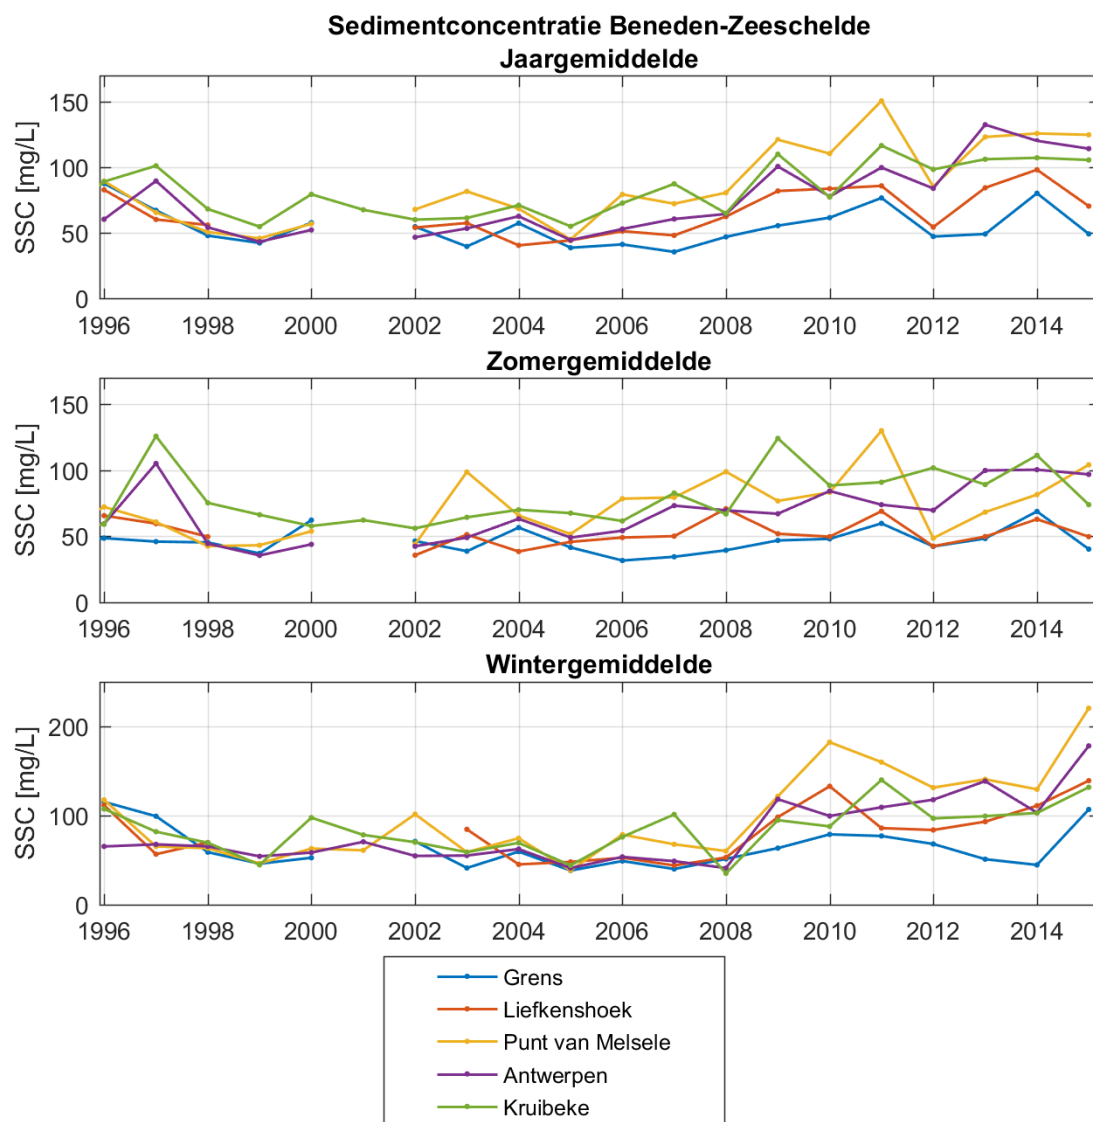 Sedimentconcentratie Beneden-Zeeschelde
Jaargemiddelde
SSC [mg/L]
150
100
50
0
1996 1998 2000 2002 2004 2006 2008 2010 2012 2014
Zomergemiddelde
SSC [mg/L]
150
100
50
0
1996 1998 2000 2002 2004 2006 2008 2010 2012 2014
Wintergemiddelde
SSC [mg/L]
200
100
0
1996 1998 2000 2002 2004 2006 2008 2010 2012 2014
Grens
Liefkenshoek
Punt van Melsele
Antwerpen
Kruibeke